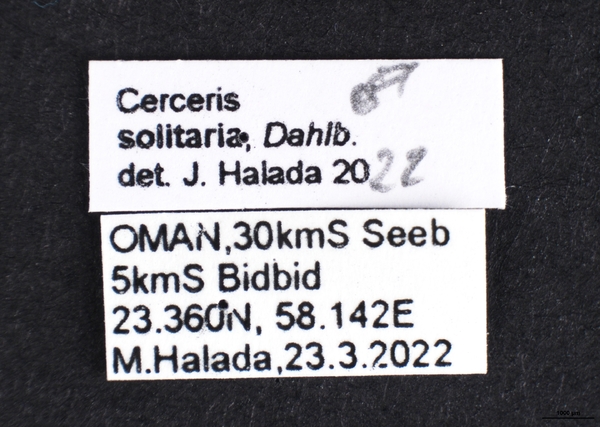 Cerceris
solitaria, Dahlb.
det. J. Halada 2022
OMAN,30kmS Seeb
5kmS Bidbid
23.360N, 58.142E
M.Halada,23.3.2022